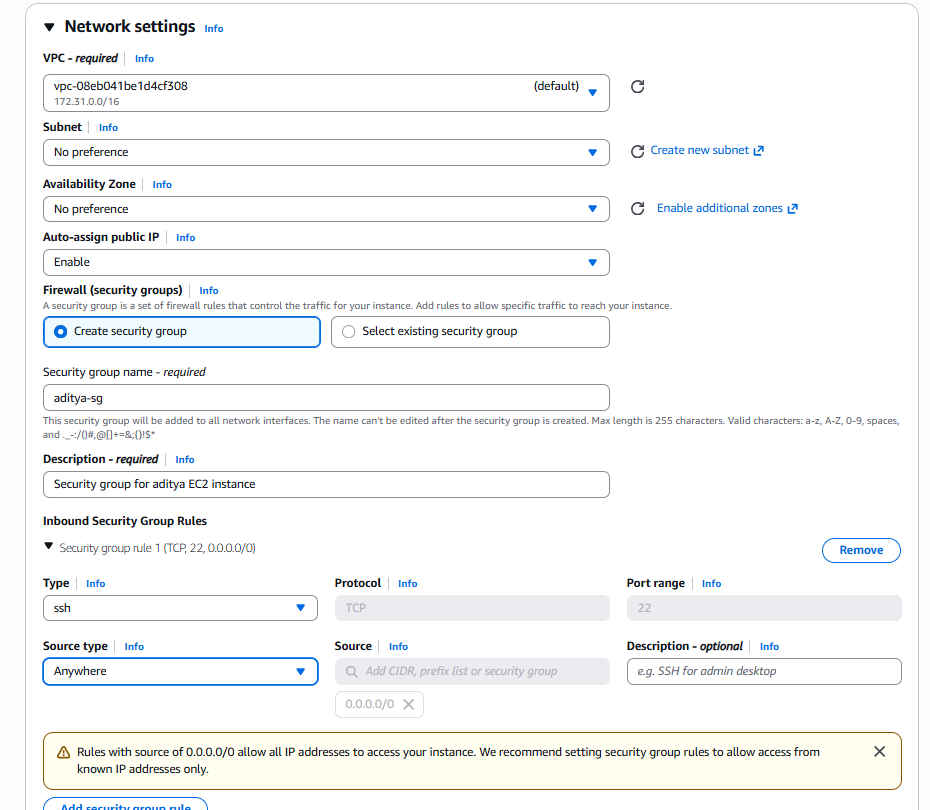 Network settings Info
VPC - required Info
vpc-08eb041be1d4cf308 (default)
172.31.0.0/16
Subnet Info
No preference
Create new subnet
Availability Zone Info
No preference
Enable additional zones
Auto-assign public IP Info
Enable
Firewall (security groups) Info
A security group is a set of firewall rules that control the traffic for your instance. Add rules to allow specific traffic to reach your instance.
Create security group
Select existing security group
Security group name - required
aditya-sg
This security group will be added to all network interfaces. The name can't be edited after the security group is created. Max length is 255 characters. Valid characters: a-z, A-Z, 0-9, spaces,
and ._-:/()#,@[]+=&;{}!$*
Description - required Info
Security group for aditya EC2 instance
Inbound Security Group Rules
Security group rule 1 (TCP, 22, 0.0.0.0/0)
Remove
Type Info
Protocol Info
Port range Info
ssh
TCP
22
Source type Info
Source Info
Description - optional Info
Anywhere
Add CIDR, prefix list or security group
e.g. SSH for admin desktop
0.0.0.0/0
Rules with source of 0.0.0.0/0 allow all IP addresses to access your instance. We recommend setting security group rules to allow access from
known IP addresses only.
Add security group rule